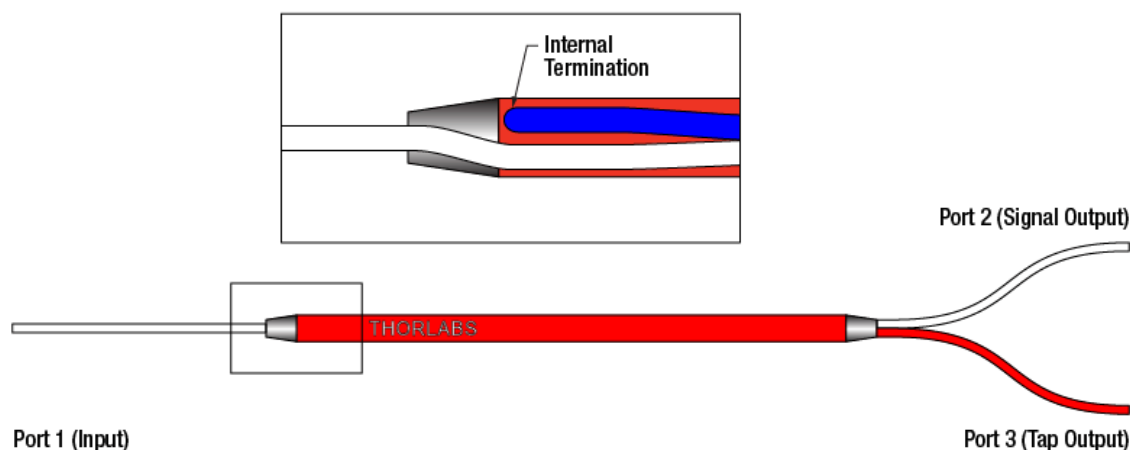 Internal
Termination
Port 2 (Signal Output)
THORLABS
Port 1 (Input)
Port 3 (Tap Output)